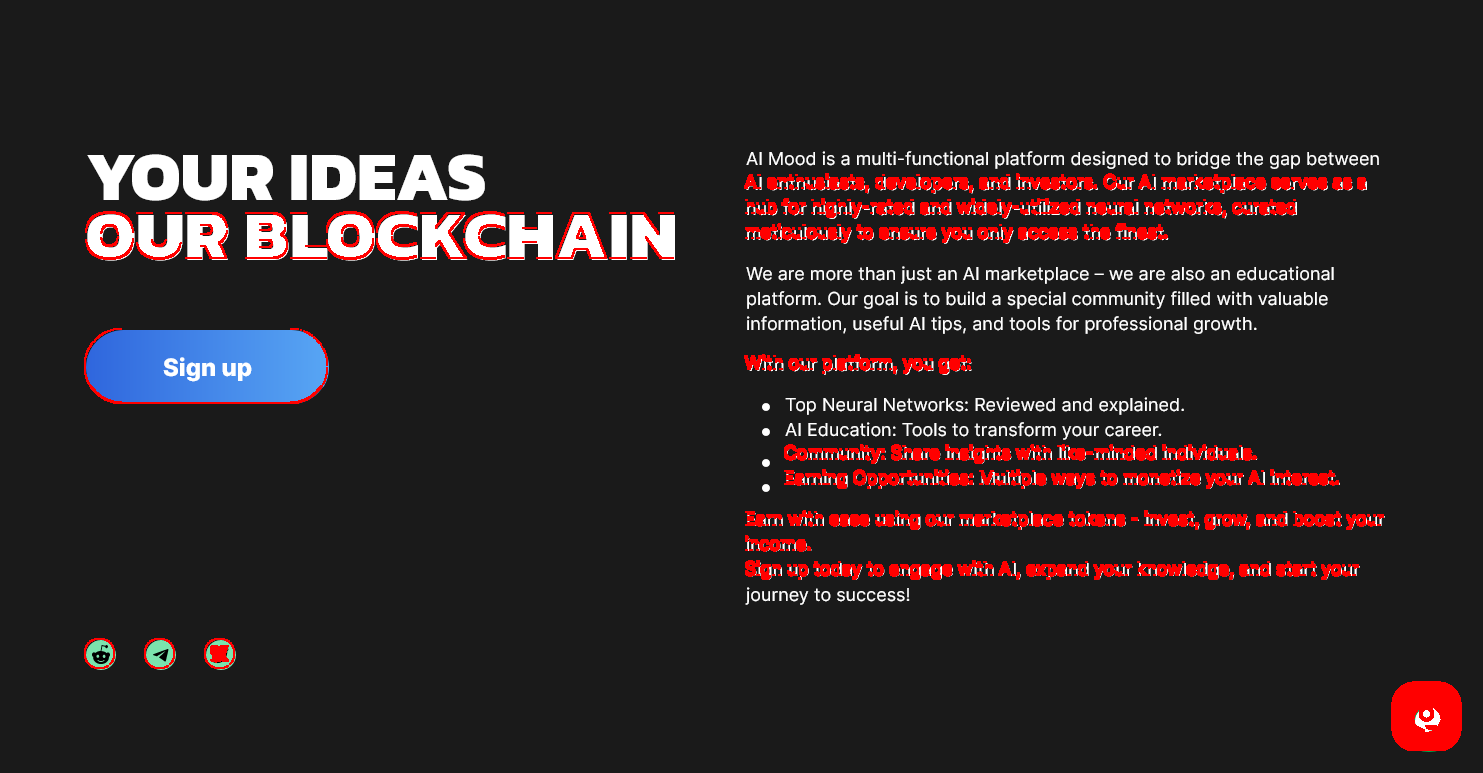 YOUR IDEAS
OUR BLOCKCHAIN
Sign up
AI Mood is a multi-functional platform designed to bridge the gap between
AI enthusiasts, developers, and investors. Our AI marketplace serves as a
hub for highly-rated and widely-utilized neural networks, curated
meticulously to ensure you only access the finest.
We are more than just an AI marketplace – we are also an educational
platform. Our goal is to build a special community filled with valuable
information, useful AI tips, and tools for professional growth.
With our platform, you get:
Top Neural Networks: Reviewed and explained.
AI Education: Tools to transform your career.
Community: Share insights with like-minded individuals.
Earning Opportunities: Multiple ways to monetize your AI interest.
Earn with ease using our marketplace tokens - invest, grow, and boost your
income.
Sign up today to engage with AI, expand your knowledge, and start your
journey to success!